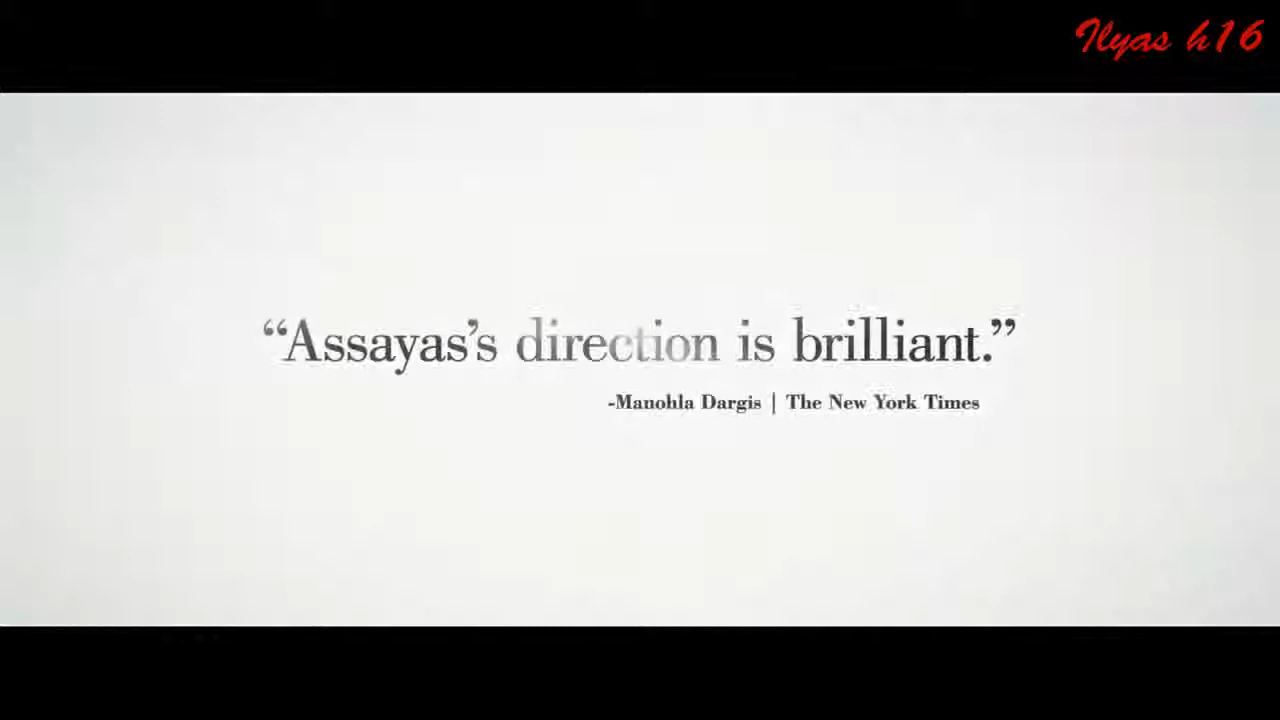 Ilyas h16
“Assayas’s direction is brilliant.”
-Manohla Dargis | The New York Times